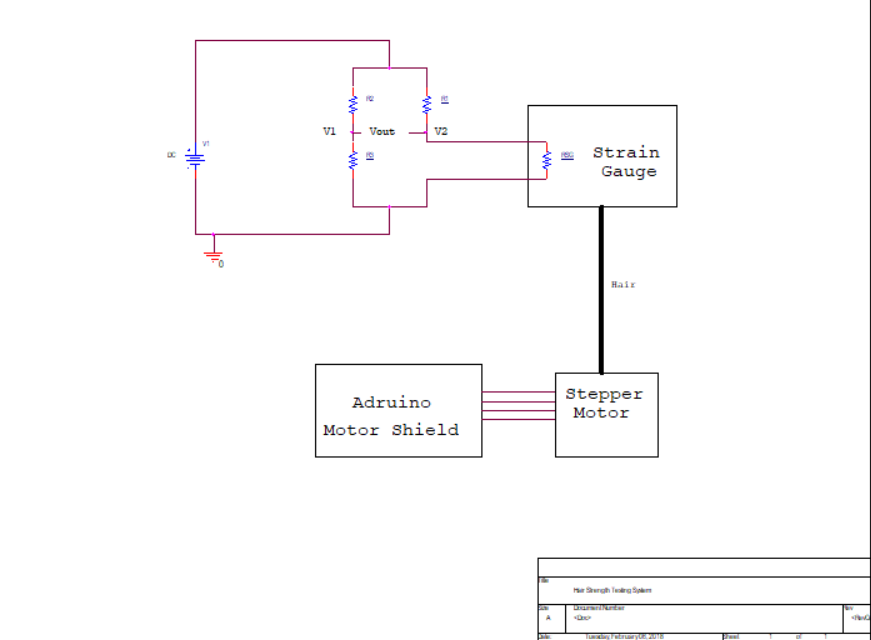 R2
R1
V1
Vout
V2
V1
DC
R3
RSG
Strain
Gauge
0
Hair
Stepper
Motor
Adruino
Motor Shield
Title
Hair Strength Testing System
Size
Document Number
Rev
A
<Doc>
Date:
Tuesday, February 06, 2018
Sheet
1
of
1